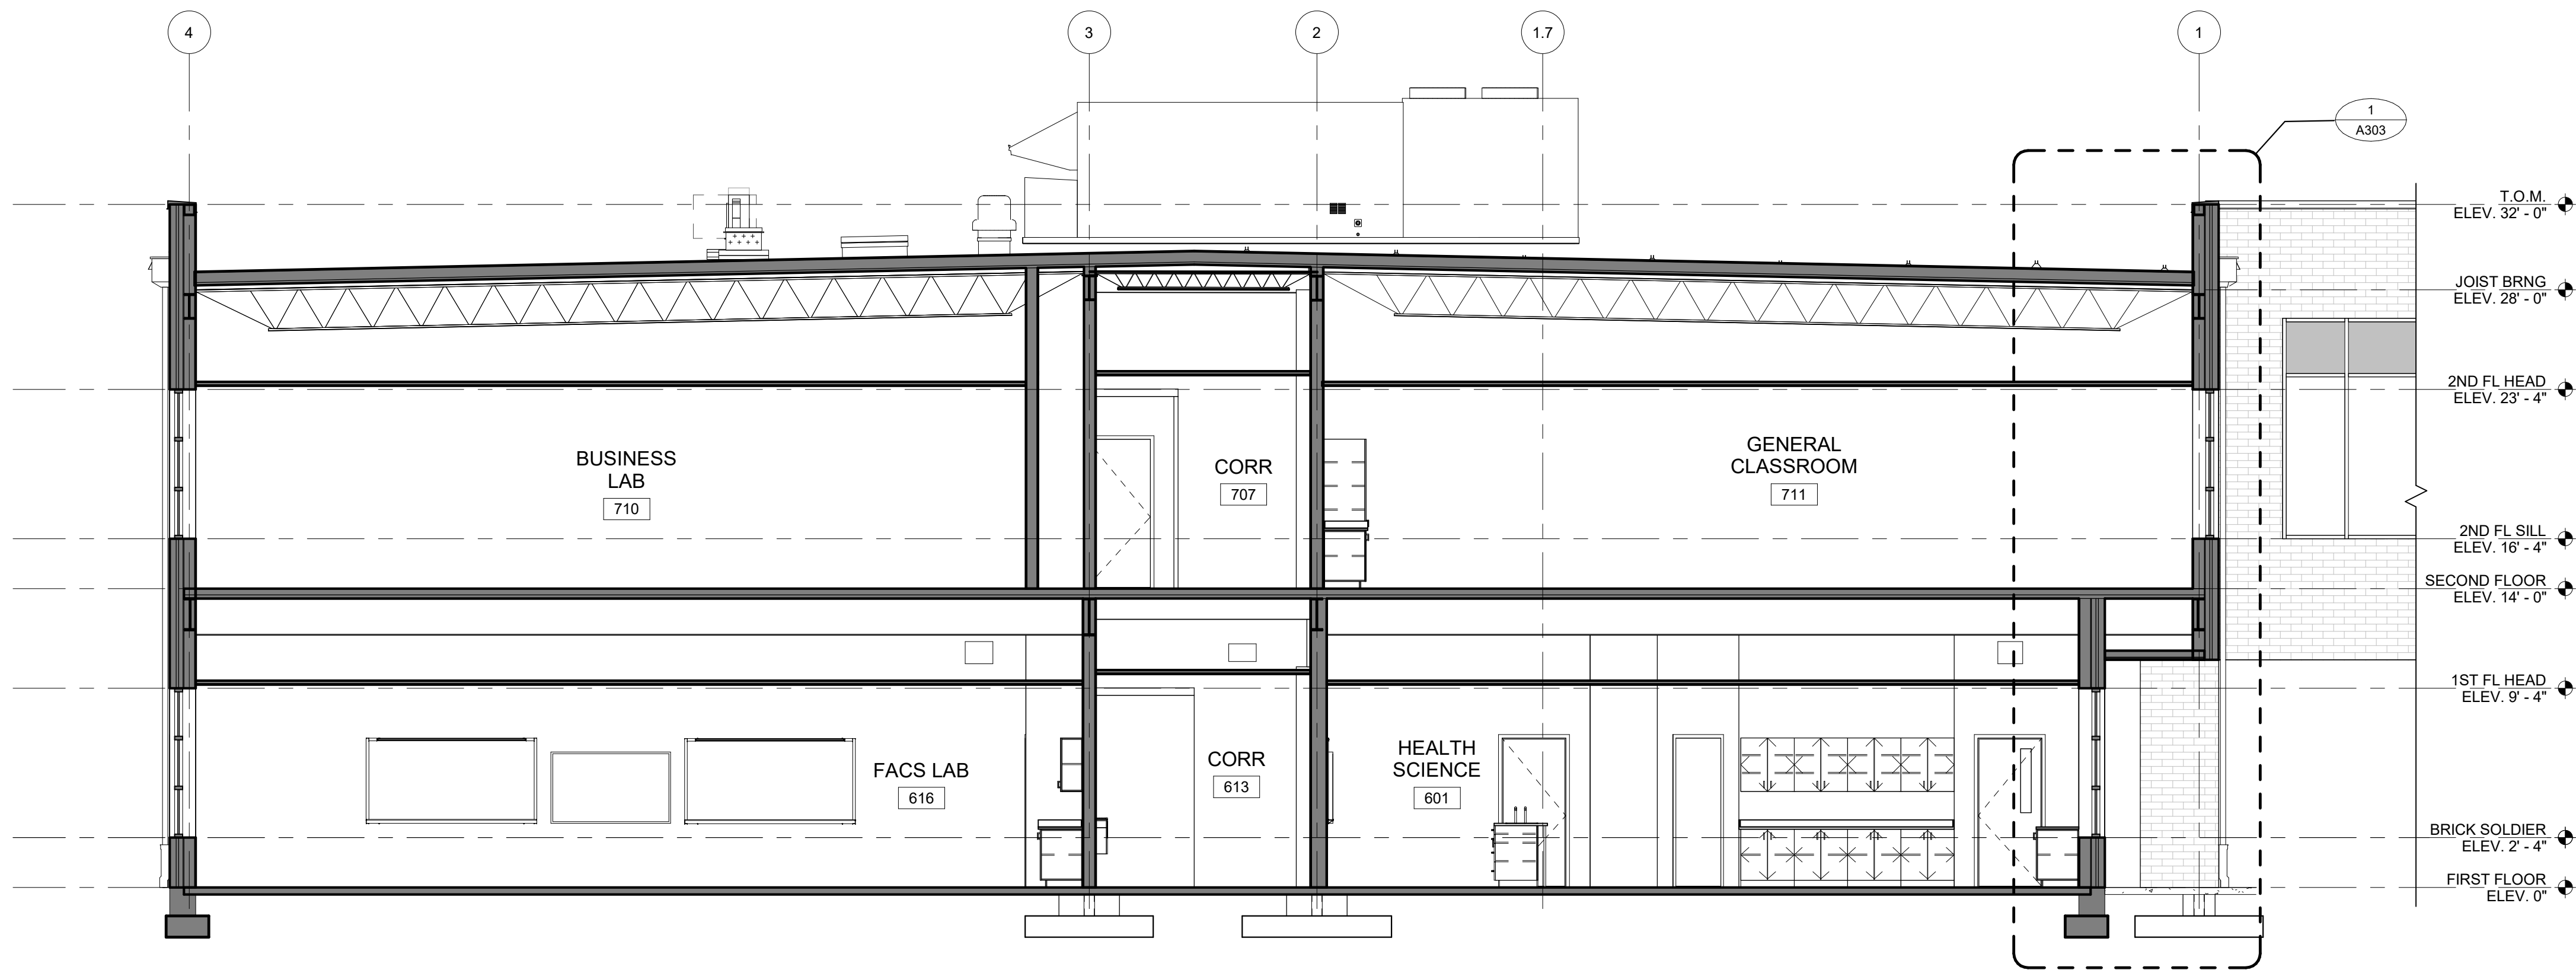 4
3
2
1.7
1
1
A303
T.O.M.
ELEV. 32' - 0"
JOIST BRNG
ELEV. 28' - 0"
2ND FL HEAD
ELEV. 23' - 4"
BUSINESS
LAB
710
CORR
707
GENERAL
CLASSROOM
711
2ND FL SILL
ELEV. 16' - 4"
SECOND FLOOR
ELEV. 14' - 0"
1ST FL HEAD
ELEV. 9' - 4"
FACS LAB
616
CORR
613
HEALTH
SCIENCE
601
BRICK SOLDIER
ELEV. 2' - 4"
FIRST FLOOR
ELEV. 0"